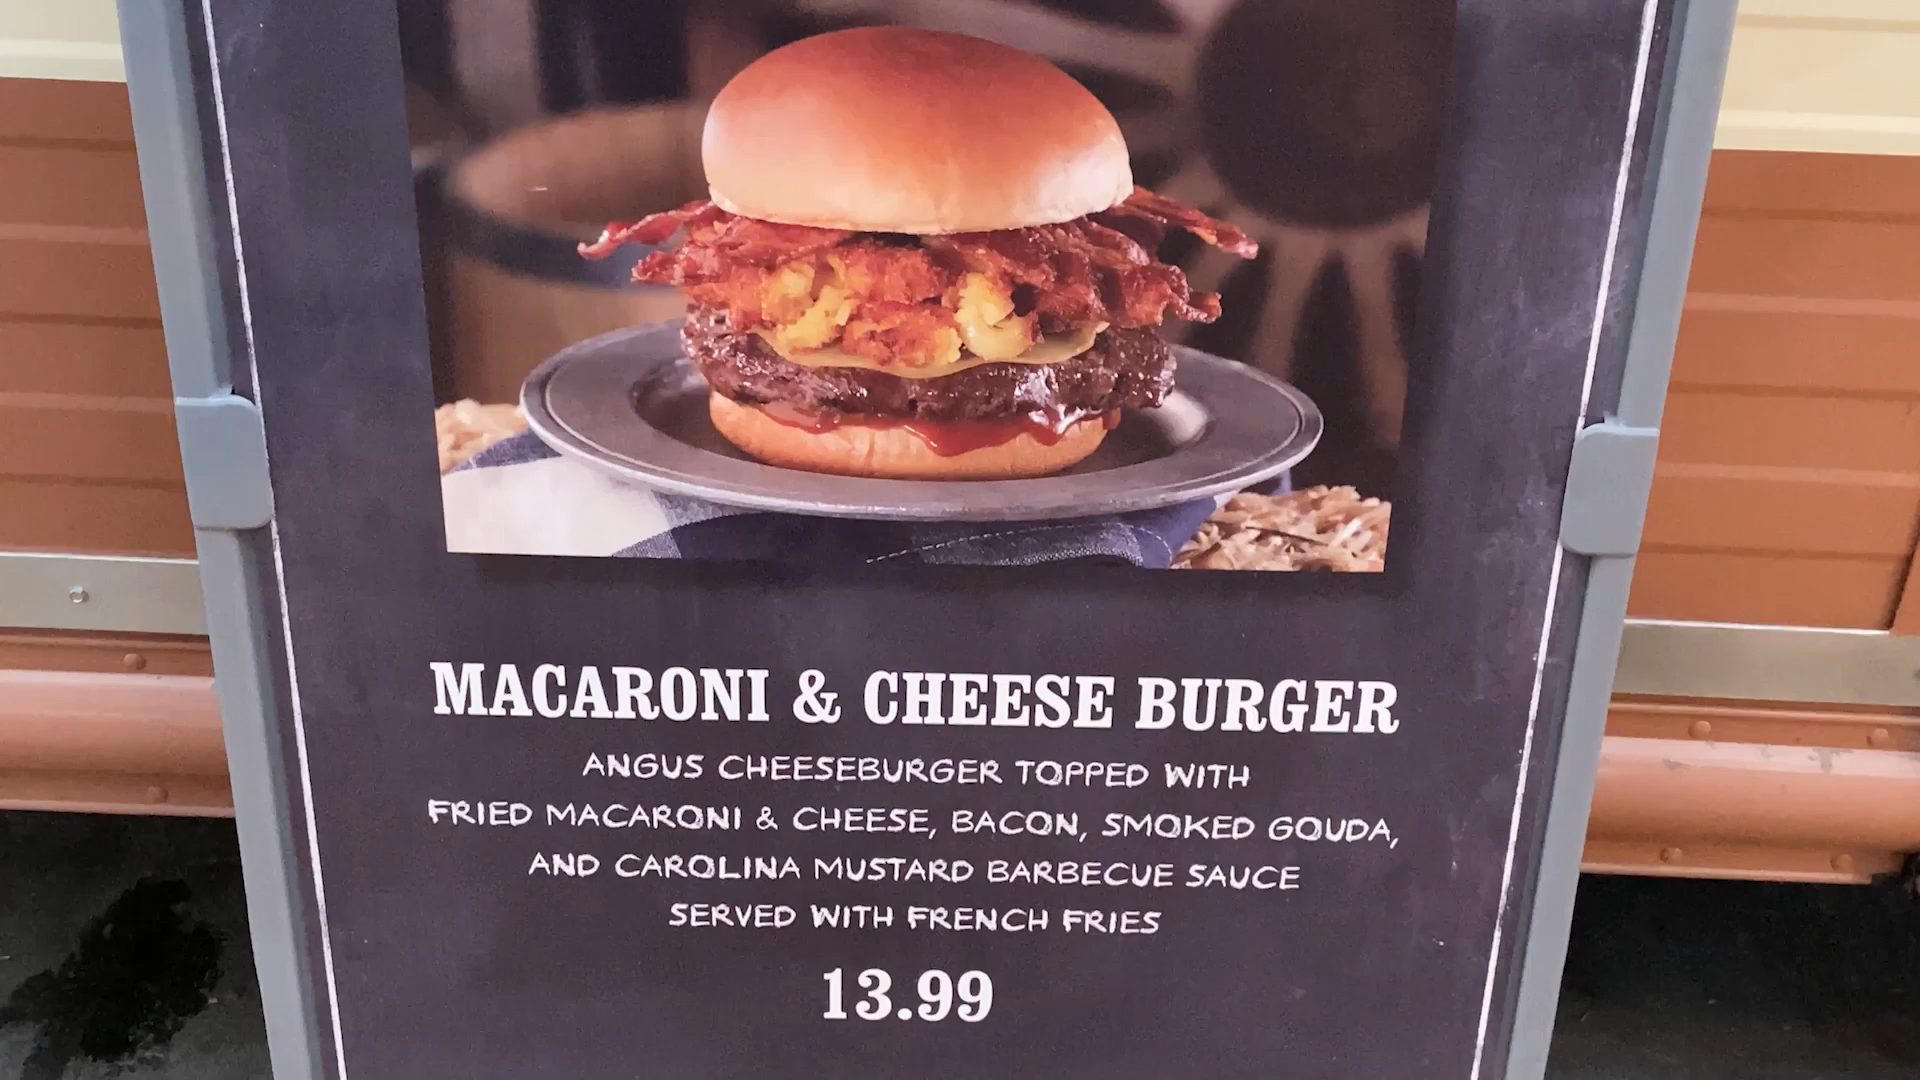 MACARONI & CHEESE BURGER
ANGUS CHEESEBURGER TOPPED WITH
FRIED MACARONI & CHEESE, BACON, SMOKED GOUDA,
AND CAROLINA MUSTARD BARBECUE SAUCE
SERVED WITH FRENCH FRIES
13.99